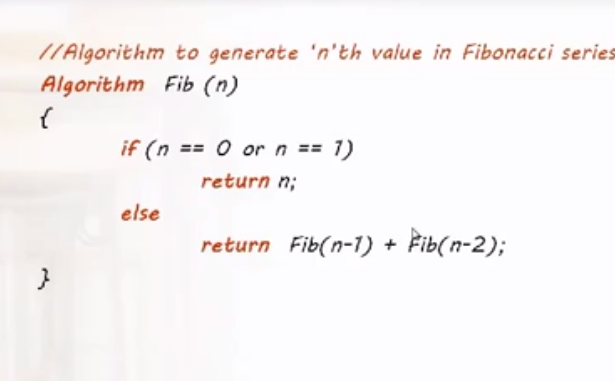 //Algorithm to generate 'n'th value in Fibonacci series
Algorithm Fib (n)
{
if (n == 0 or n == 1)
return n;
else
return Fib(n-1) + Fib(n-2);
}